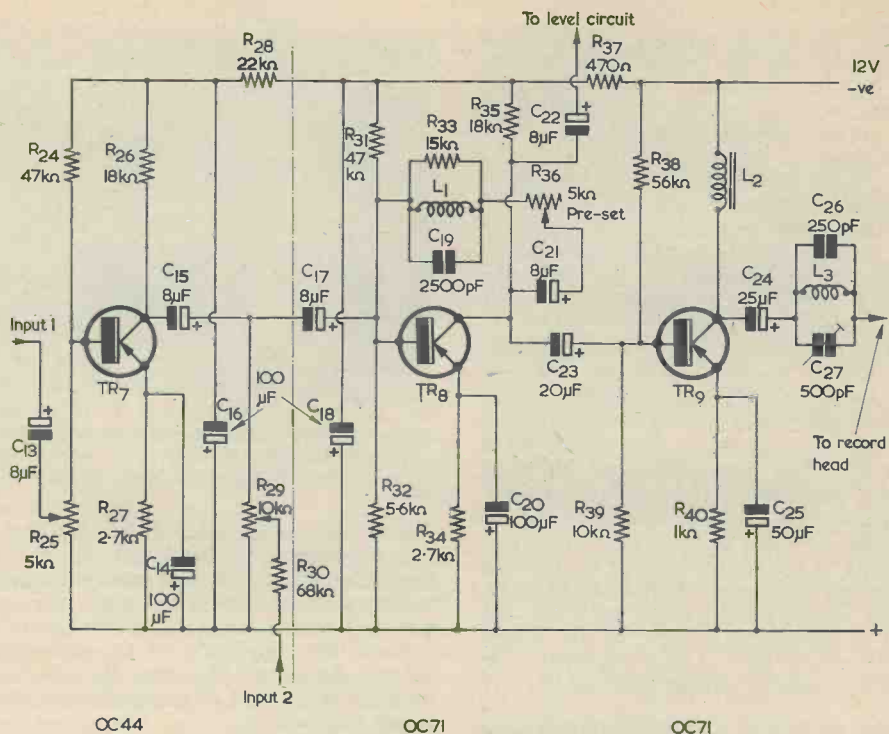 To level circuit
R28
22kΩ
R37
470Ω
12V
-ve
R24
47kΩ
R26
18kΩ
R31
47
kΩ
R33
15kΩ
L1
C19
2500pF
R35
18kΩ
C22
8µF
R36
5kΩ
Pre-set
C21
8µF
R38
56kΩ
L2
C26
250pF
L3
C27
500pF
C24
25µF
Input 1
C15
8µF
C17
8µF
TR7
TR8
C23
20µF
TR9
C13
8µF
C16
100
µF
C18
To record
head
R25
5kΩ
R27
2·7kΩ
C14
100
µF
R29
10kΩ
R30
68kΩ
R32
5·6kΩ
R34
2·7kΩ
C20
100µF
R39
10kΩ
R40
1kΩ
C25
50µF
+
Input 2
OC44
OC71
OC71